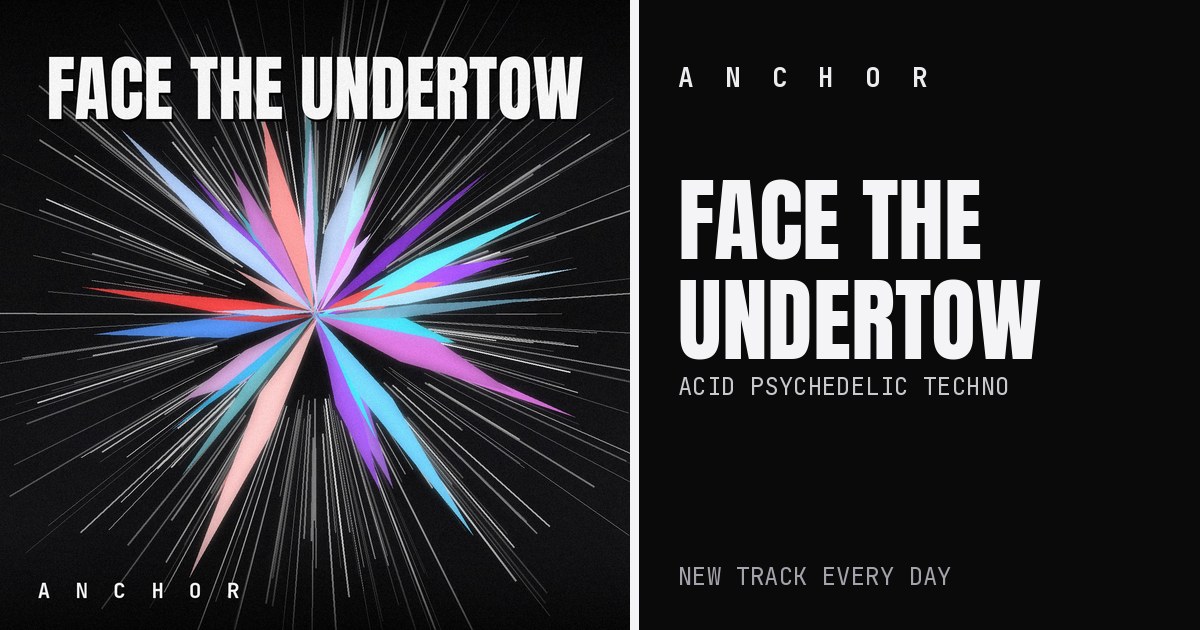 FACE THE UNDERTOW
A N C H O R
A N C H O R
FACE THE
UNDERTOW
ACID PSYCHEDELIC TECHNO
NEW TRACK EVERY DAY